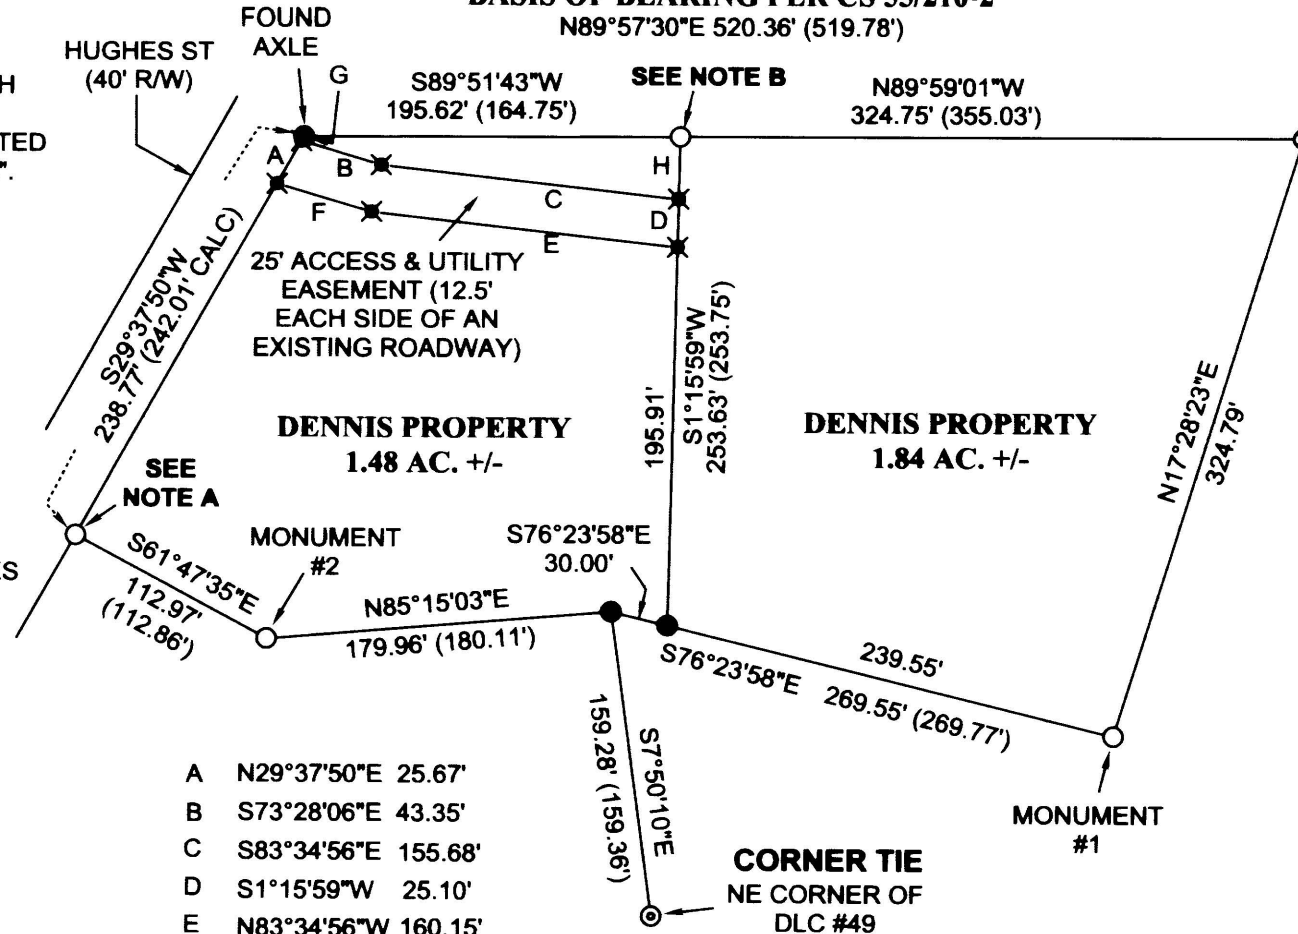 BASIS OF BEARING PER CS 55/210-2
N89°57'30"E 520.36' (519.78')
FOUND
AXLE
HUGHES ST
(40' R/W)
G
S89°51'43"W
195.62' (164.75')
SEE NOTE B
N89°59'01"W
324.75' (355.03')
H
TED
".
A
B
C
H
D
F
E
25' ACCESS & UTILITY
EASEMENT (12.5'
EACH SIDE OF AN
EXISTING ROADWAY)
S29°37'50"W
238.77' (242.01' CALC)
195.91'
S1°15'59"W
253.63' (253.75')
N17°28'23"E
324.79'
DENNIS PROPERTY
1.48 AC. +/-
DENNIS PROPERTY
1.84 AC. +/-
SEE
NOTE A
S61°47'35"E
112.97'
(112.86')
MONUMENT
#2
S76°23'58"E
30.00'
N85°15'03"E
179.96' (180.11')
239.55'
S76°23'58"E 269.55' (269.77')
S7°50'10"E
159.28' (159.36')
MONUMENT
#1
CORNER TIE
NE CORNER OF
DLC #49
A N29°37'50"E 25.67'
B S73°28'06"E 43.35'
C S83°34'56"E 155.68'
D S1°15'59"W 25.10'
E N83°34'56"W 160.15'